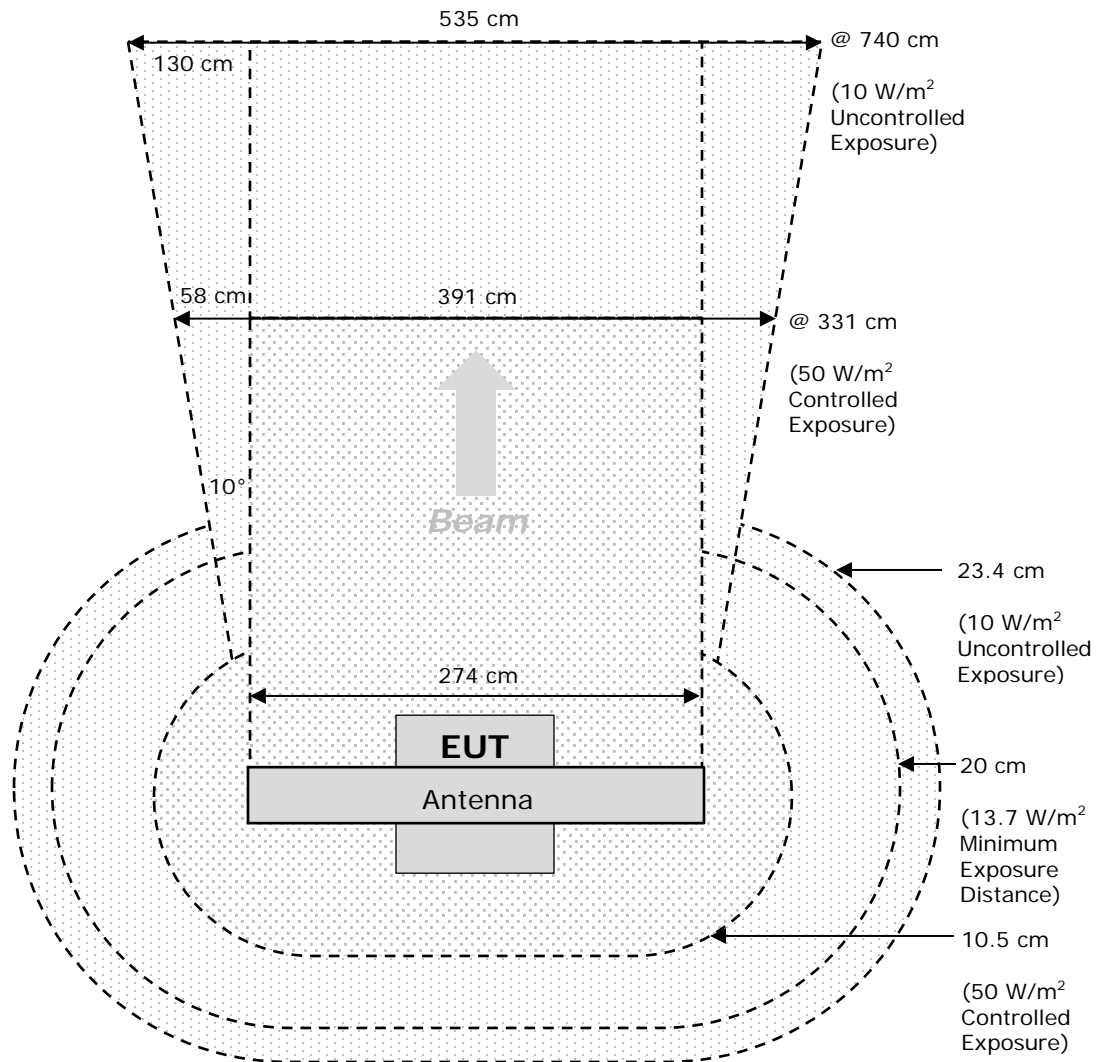 535 cm
@ 740 cm
130 cm
(10 W/m²
Uncontrolled
Exposure)
58 cm
391 cm
@ 331 cm
(50 W/m²
Controlled
Exposure)
10°
Beam
23.4 cm
(10 W/m²
Uncontrolled
Exposure)
274 cm
EUT
Antenna
20 cm
(13.7 W/m²
Minimum
Exposure
Distance)
10.5 cm
(50 W/m²
Controlled
Exposure)